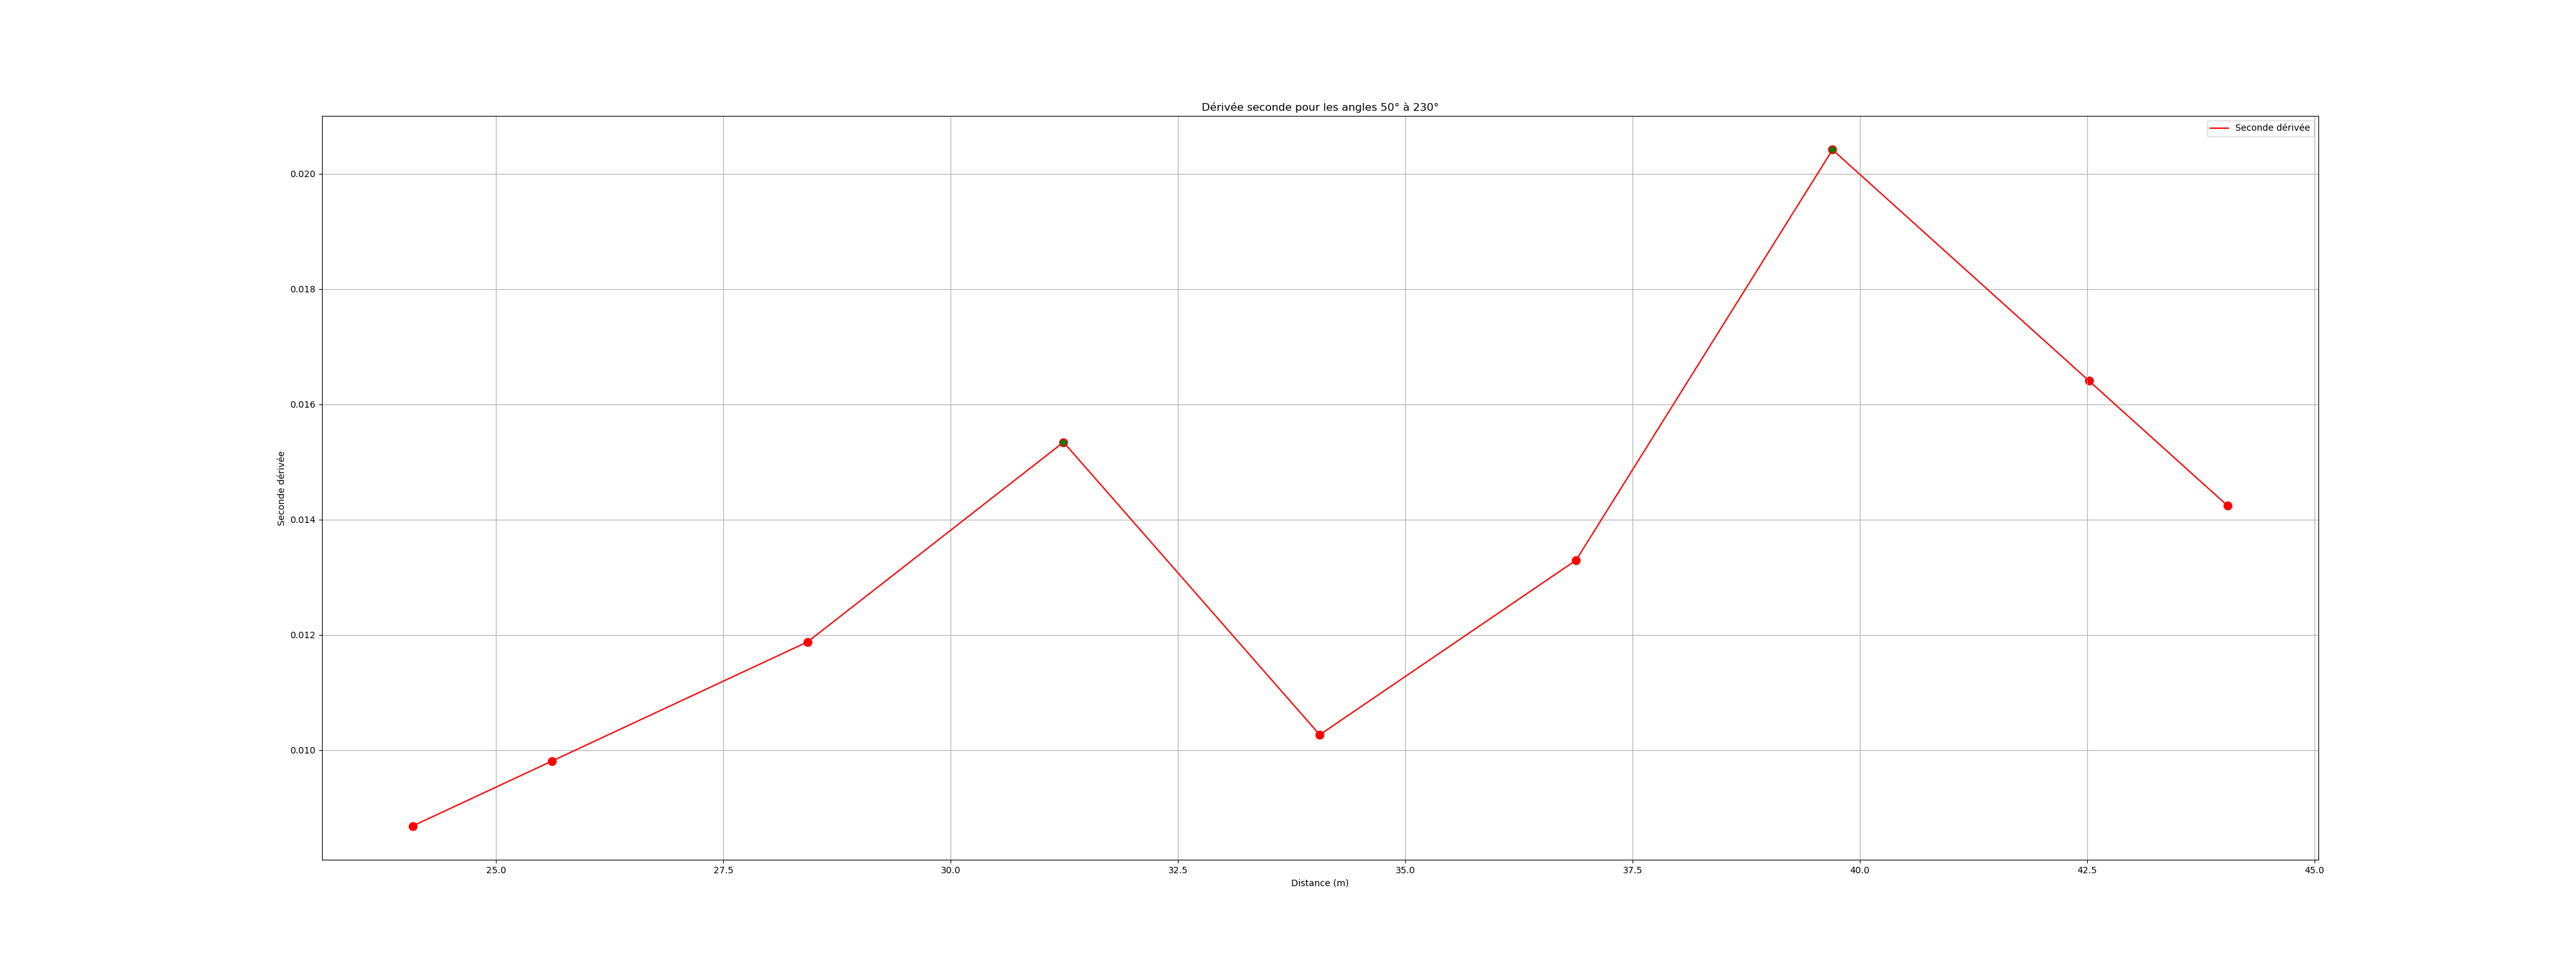 Dérivée seconde pour les angles 50° à 230°
Seconde dérivée
0.020
0.018
0.016
0.014
0.012
0.010
Seconde dérivée
25.0 27.5 30.0 32.5 35.0 37.5 40.0 42.5 45.0
Distance (m)